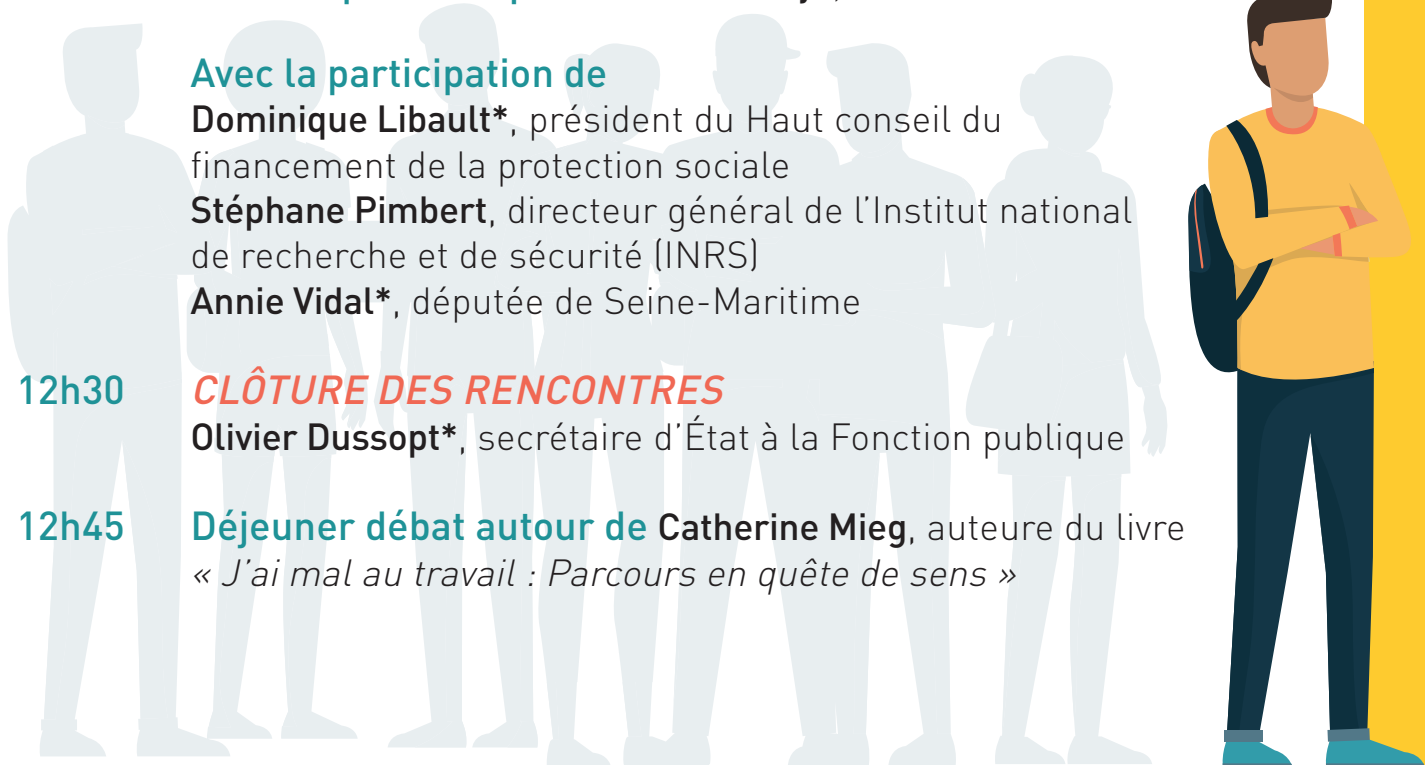 Avec la participation de
Dominique Libault*, président du Haut conseil du
financement de la protection sociale
Stéphane Pimbert, directeur général de l’Institut national
de recherche et de sécurité (INRS)
Annie Vidal*, députée de Seine-Maritime
12h30 CLÔTURE DES RENCONTRES
Olivier Dussopt*, secrétaire d’État à la Fonction publique
12h45 Déjeuner débat autour de Catherine Mieg, auteure du livre
« J’ai mal au travail : Parcours en quête de sens »